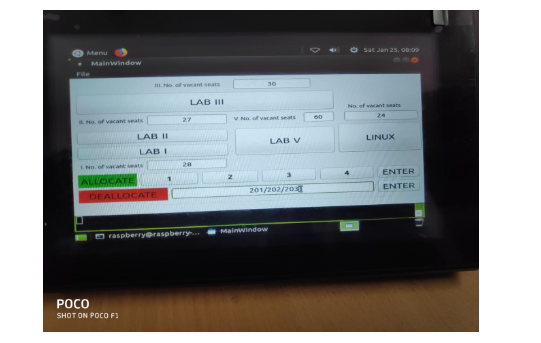 Menu Sat Jan 25, 08:09
MainWindow
File
III. No. of vacant seats 30
LAB III
No. of vacant seats
II. No. of vacant seats 27 V. No. of vacant seats 60 24
LAB II LAB V LINUX
LAB I
I. No. of vacant seats 28
ALLOCATE 1 2 3 4 ENTER
DEALLOCATE 201/202/203 ENTER
raspberry@raspberry-... MainWindow
POCO
SHOT ON POCO F1